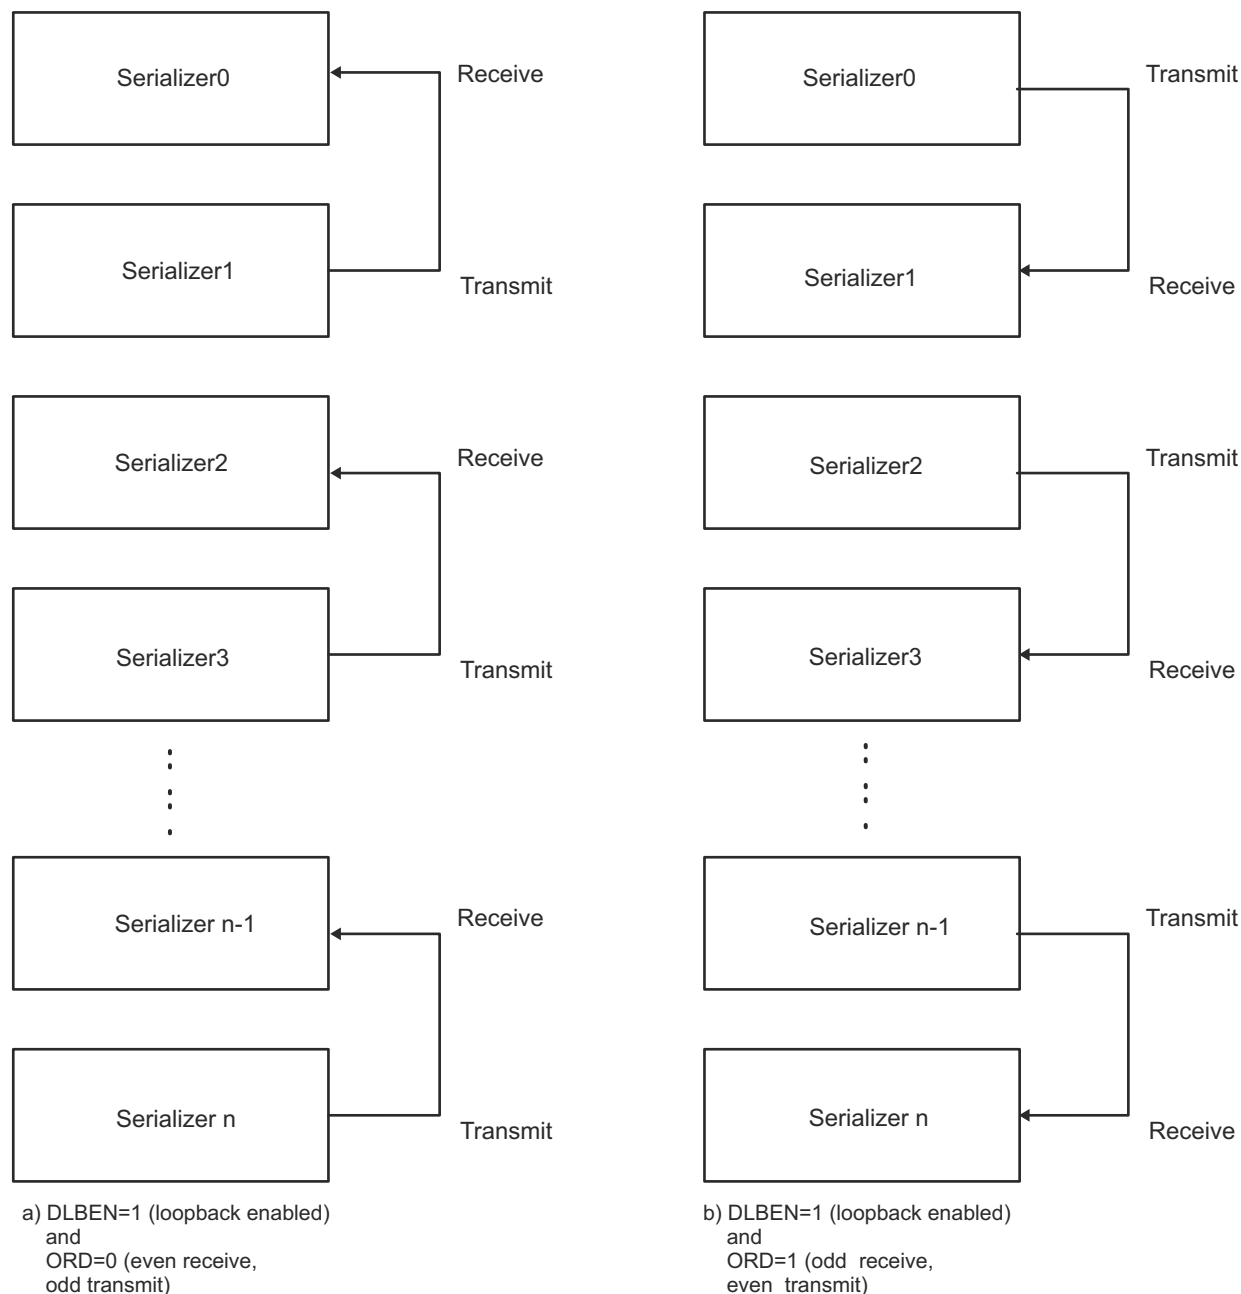 Serializer0
Receive
Serializer1
Transmit
Serializer2
Receive
Serializer3
Transmit
Serializer n-1
Receive
Serializer n
Transmit
a) DLBEN=1 (loopback enabled)
and
ORD=0 (even receive,
odd transmit)
Serializer0
Transmit
Serializer1
Receive
Serializer2
Transmit
Serializer3
Receive
Serializer n-1
Transmit
Serializer n
Receive
b) DLBEN=1 (loopback enabled)
and
ORD=1 (odd receive,
even transmit)